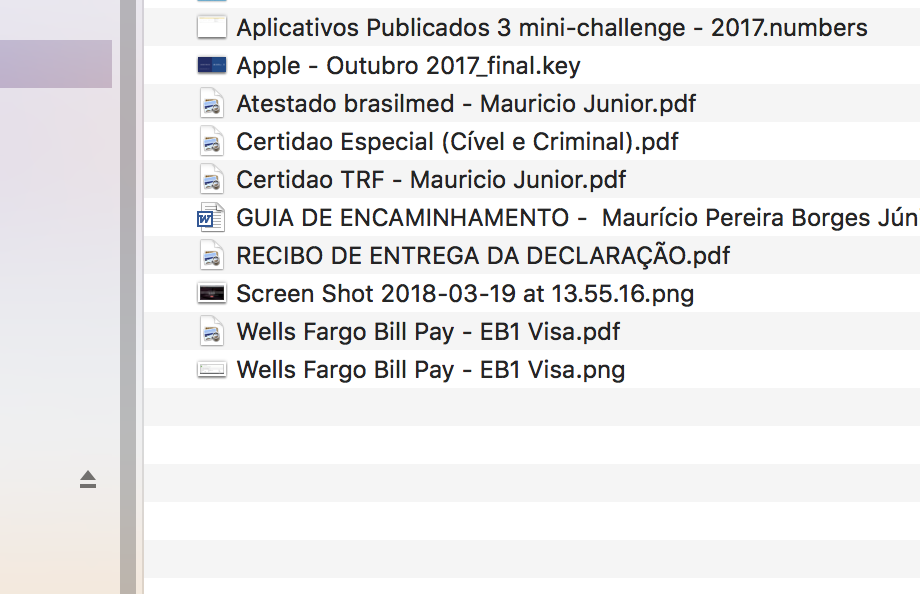 Aplicativos Publicados 3 mini-challenge - 2017.numbers
Apple - Outubro 2017_final.key
Atestado brasilmed - Mauricio Junior.pdf
Certidao Especial (Cível e Criminal).pdf
Certidao TRF - Mauricio Junior.pdf
GUIA DE ENCAMINHAMENTO -  Maurício Pereira Borges Jún
RECIBO DE ENTREGA DA DECLARAÇÃO.pdf
Screen Shot 2018-03-19 at 13.55.16.png
Wells Fargo Bill Pay - EB1 Visa.pdf
Wells Fargo Bill Pay - EB1 Visa.png